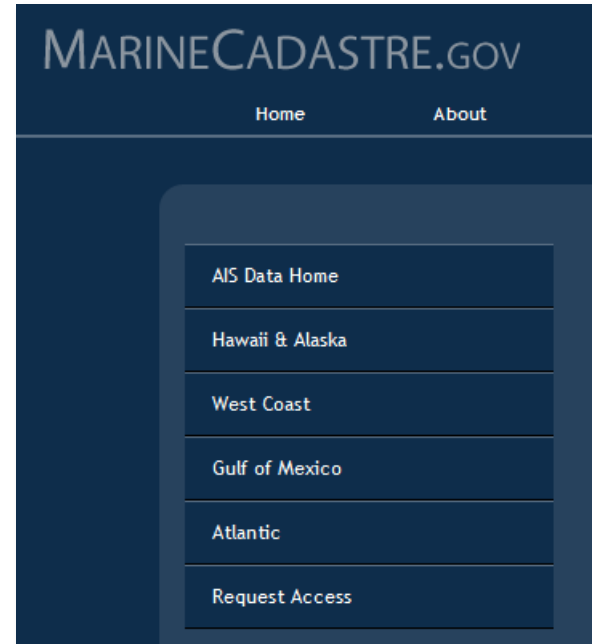 MARINECADASTRE.GOV
Home About
AIS Data Home
Hawaii & Alaska
West Coast
Gulf of Mexico
Atlantic
Request Access